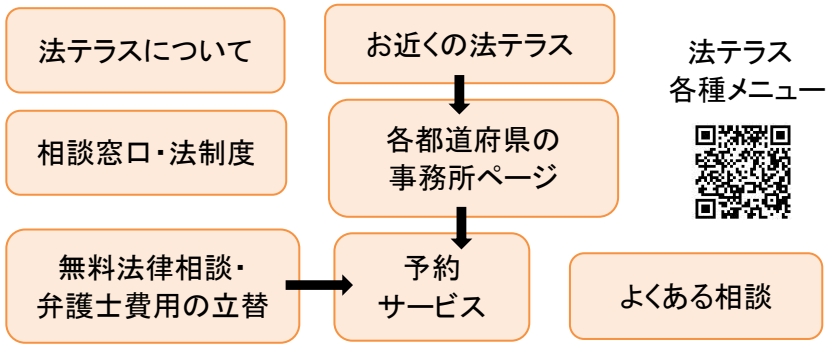 法テラスについて
お近くの法テラス
法テラス
各種メニュー
相談窓口・法制度
各都道府県の
事務所ページ
無料法律相談・
弁護士費用の立替
予約
サービス
よくある相談